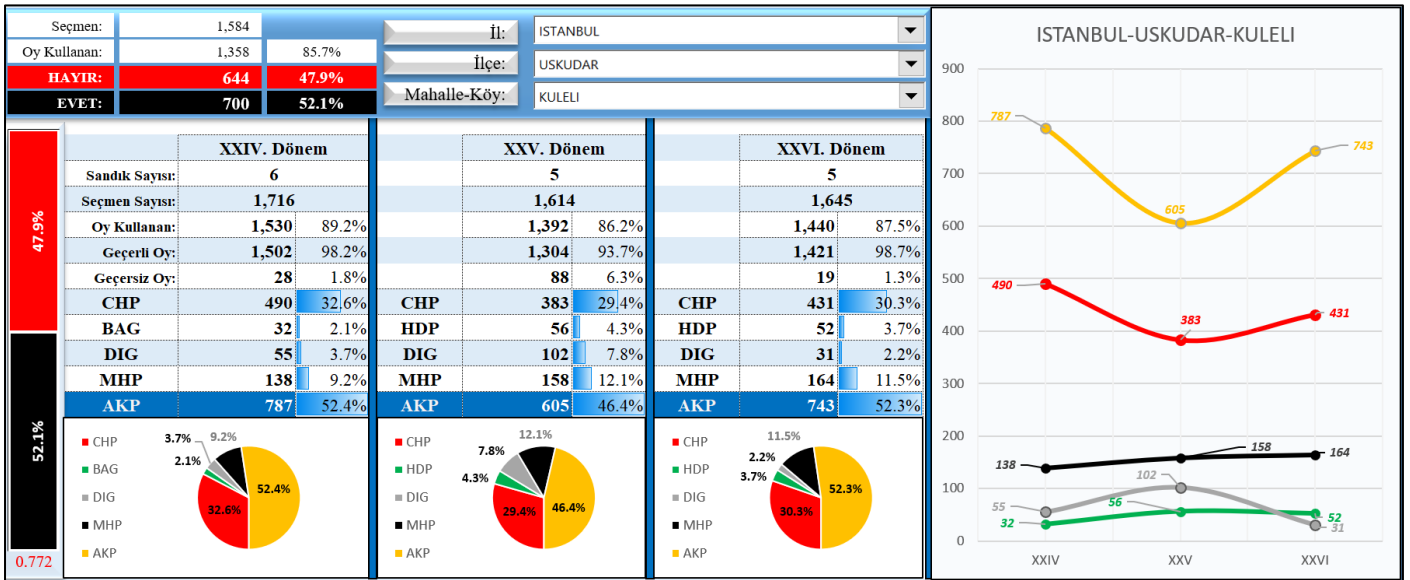 Seçmen: 1,584
Oy Kullanan: 1,358 85.7%
HAYIR: 644 47.9%
EVET: 700 52.1%
İl: ISTANBUL
İlçe: USKUDAR
Mahalle-Köy: KULELI
47.9%
52.1%
0.772
XXIV. Dönem XXV. Dönem XXVI. Dönem
Sandık Sayısı: 6 5 5
Seçmen Sayısı: 1,716 1,614 1,645
Oy Kullanan: 1,530 89.2% 1,392 86.2% 1,440 87.5%
Geçerli Oy: 1,502 98.2% 1,304 93.7% 1,421 98.7%
Geçersiz Oy: 28 1.8% 88 6.3% 19 1.3%
CHP 490 32.6% CHP 383 29.4% CHP 431 30.3%
BAG 32 2.1% HDP 56 4.3% HDP 52 3.7%
DIG 55 3.7% DIG 102 7.8% DIG 31 2.2%
MHP 138 9.2% MHP 158 12.1% MHP 164 11.5%
AKP 787 52.4% AKP 605 46.4% AKP 743 52.3%
CHP
BAG
DIG
MHP
AKP
3.7% 9.2%
2.1%
52.4%
32.6%
CHP
HDP
DIG
MHP
AKP
12.1%
7.8%
4.3%
29.4% 46.4%
CHP
HDP
DIG
MHP
AKP
11.5%
2.2%
3.7%
52.3%
30.3%
ISTANBUL-USKUDAR-KULELI
900
800
700
600
500
400
300
200
100
0
787
605
743
490
383
431
138
158
164
55
102
31
32
56
52
XXIV XXV XXVI